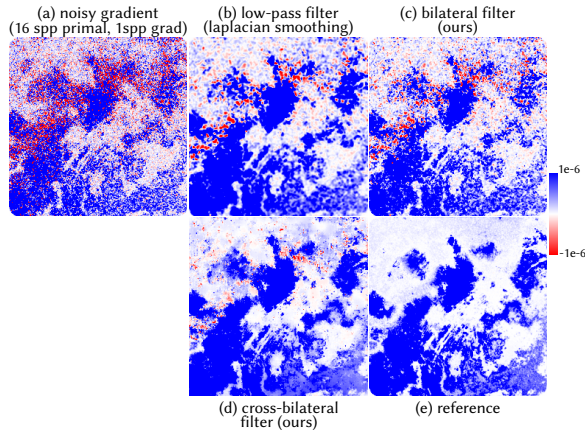 (a) noisy gradient
(16 spp primal, 1spp grad)
(b) low-pass filter
(laplacian smoothing)
(c) bilateral filter
(ours)
1e-6
-1e-6
(d) cross-bilateral
filter (ours)
(e) reference